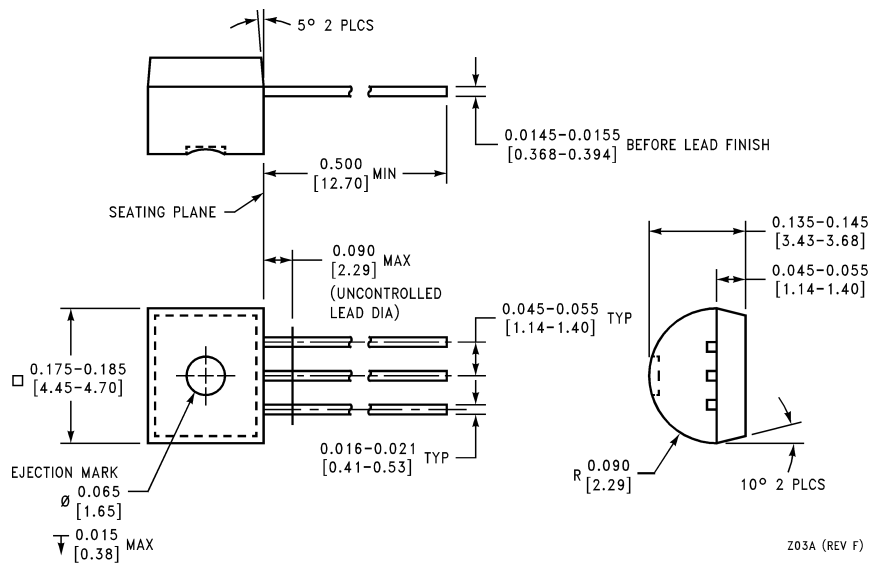 5° 2 PLCS
0.0145-0.0155
[0.368-0.394]
BEFORE LEAD FINISH
0.500
[12.70]
MIN
SEATING PLANE
0.135-0.145
[3.43-3.68]
0.090
[2.29]
MAX
(UNCONTROLLED
LEAD DIA)
0.045-0.055
[1.14-1.40]
0.045-0.055
[1.14-1.40]
TYP
0.175-0.185
[4.45-4.70]
0.016-0.021
[0.41-0.53]
TYP
EJECTION MARK
Ø 0.065
[1.65]
0.015
[0.38]
MAX
R 0.090
[2.29]
10° 2 PLCS
Z03A (REV F)